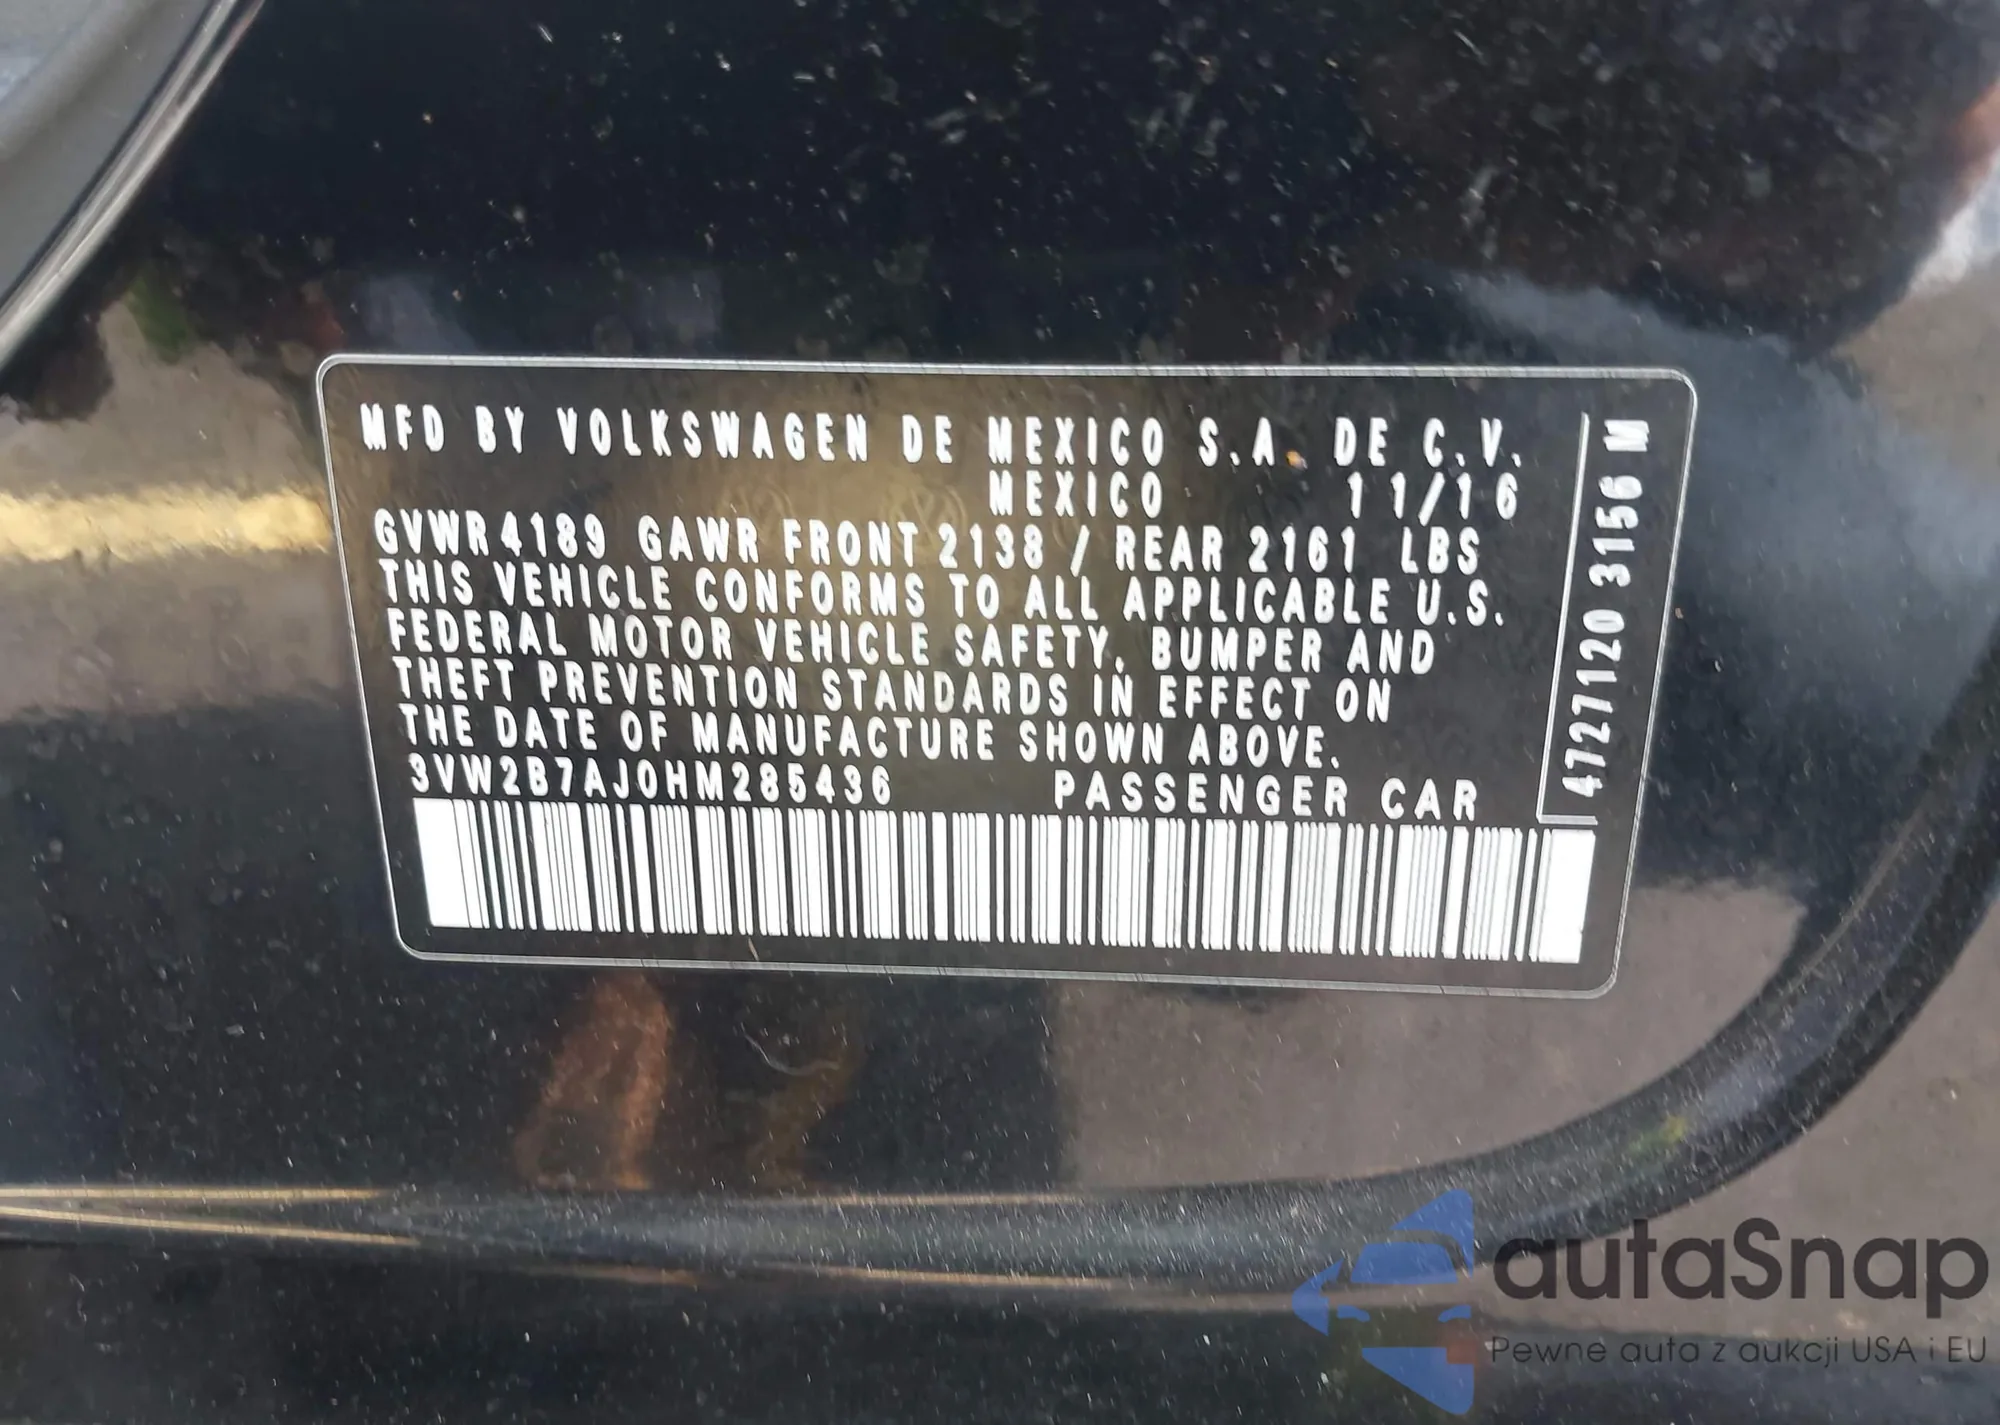 MFD BY VOLKSWAGEN DE MEXICO S.A. DE C.V.
MEXICO 11/16
GVWR 4189 GAWR FRONT 2138 / REAR 2161 LBS
THIS VEHICLE CONFORMS TO ALL APPLICABLE U.S.
FEDERAL MOTOR VEHICLE SAFETY, BUMPER AND
THEFT PREVENTION STANDARDS IN EFFECT ON
THE DATE OF MANUFACTURE SHOWN ABOVE.
3VW2B7AJ0HM285436 PASSENGER CAR
4727120 3156 M
autaSnap
Pewne auta z aukcji USA i EU